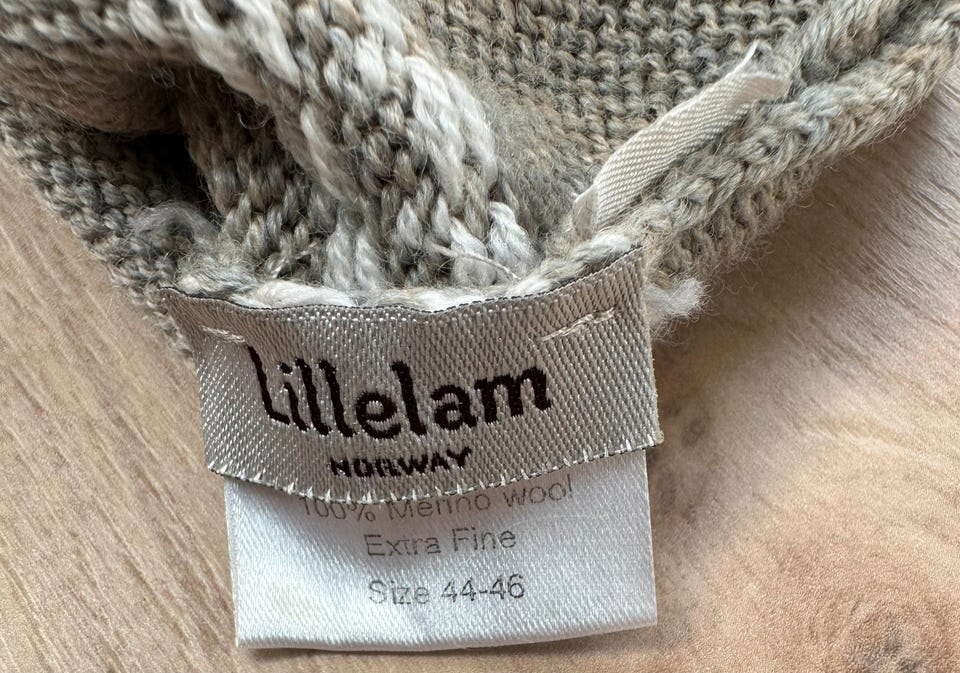 Lillelam
NORWAY
100% Merino wool
Extra Fine
Size 44-46